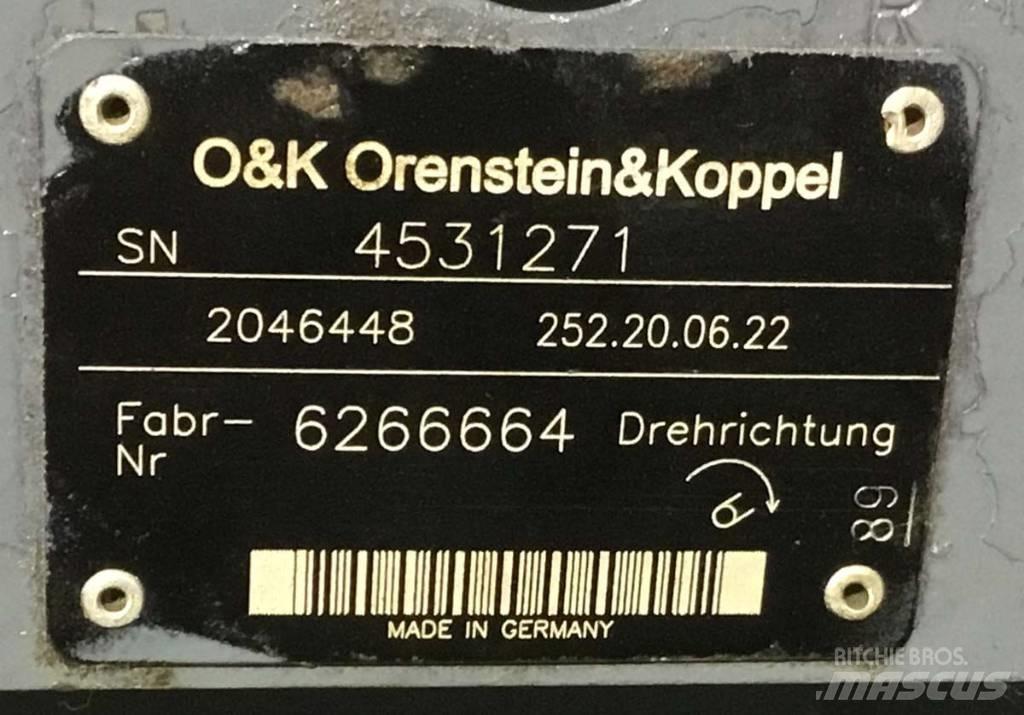 O&K Orenstein&Koppel
SN 4531271
2046448 252.20.06.22
Fabr-Nr 6266664 Drehrichtung
89
MADE IN GERMANY
RITCHIE BROS.
MASCUS